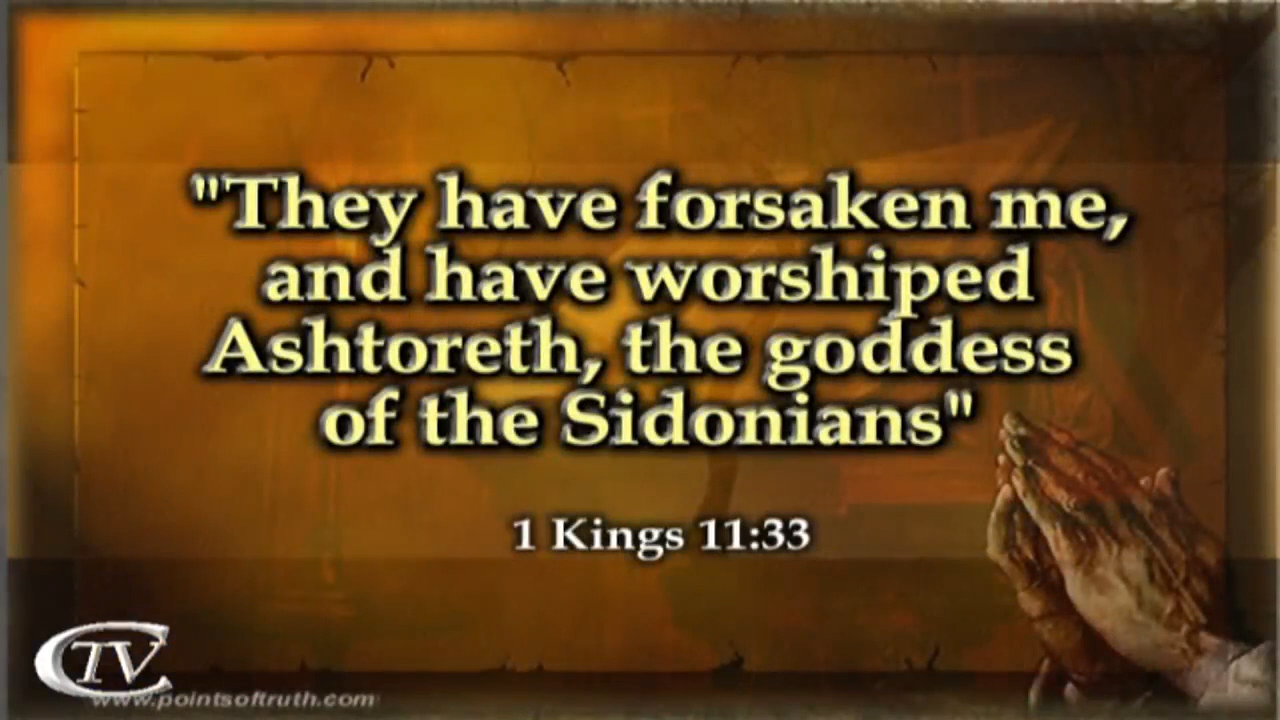 "They have forsaken me,
and have worshiped
Ashtoreth, the goddess
of the Sidonians"
1 Kings 11:33
CTV
www.pointsoftruth.com